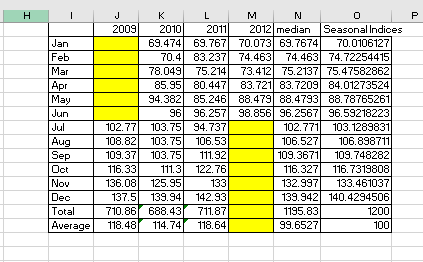 H I J K L M N O P
2009 2010 2011 2012 median Seasonal Indices
Jan 69.474 69.767 70.073 69.7674 70.0106127
Feb 70.4 83.237 74.463 74.463 74.72254415
Mar 78.049 75.214 73.412 75.2137 75.47582862
Apr 85.95 80.447 83.721 83.7209 84.01273524
May 94.382 85.246 88.479 88.4793 88.78765261
Jun 96 96.257 98.856 96.2567 96.59218223
Jul 102.77 103.75 94.737 102.771 103.1289831
Aug 108.82 103.75 106.53 106.527 106.898711
Sep 109.37 103.75 111.92 109.3671 109.748282
Oct 116.33 111.3 122.76 116.327 116.7319808
Nov 136.08 125.95 133 132.997 133.461037
Dec 137.5 139.94 142.93 139.942 140.4294506
Total 710.86 688.43 711.87 1195.83 1200
Average 118.48 114.74 118.64 99.6527 100